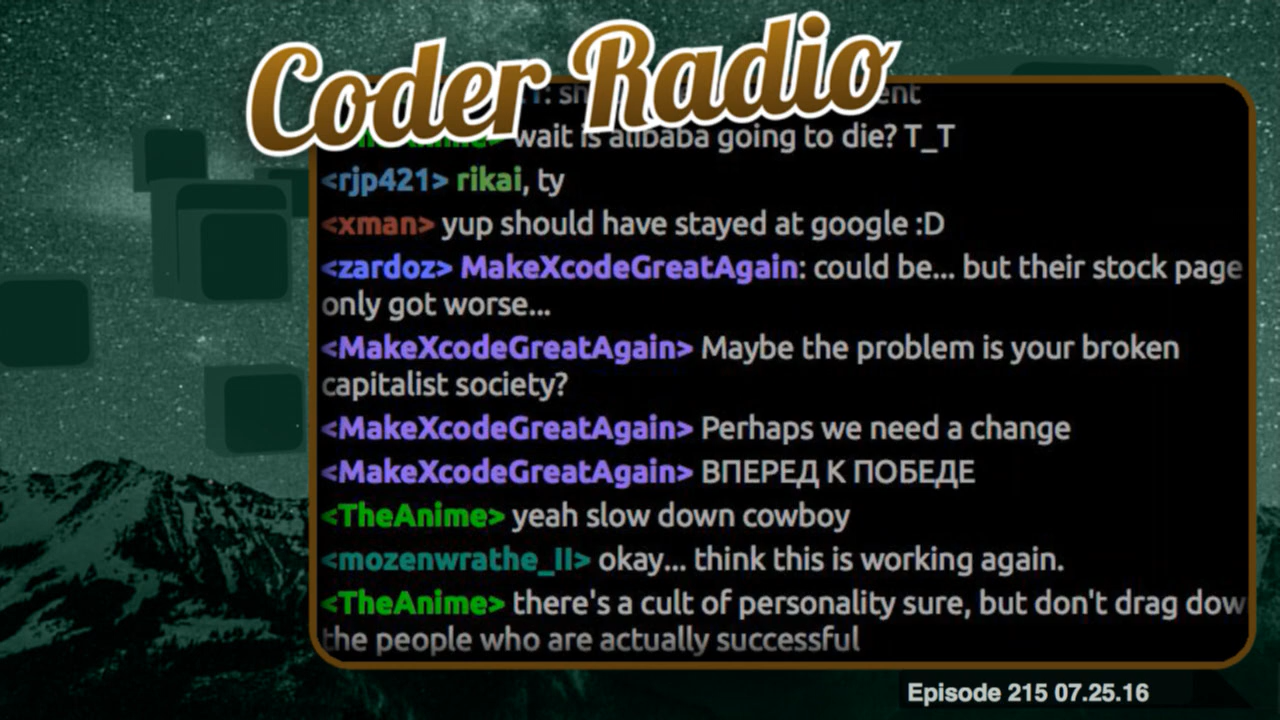 Coder Radio
: sh ent
wait is alibaba going to die? T_T
<rjp421> rikai, ty
<xman> yup should have stayed at google :D
<zardoz> MakeXcodeGreatAgain: could be... but their stock page
only got worse...
<MakeXcodeGreatAgain> Maybe the problem is your broken
capitalist society?
<MakeXcodeGreatAgain> Perhaps we need a change
<MakeXcodeGreatAgain> ВПЕРЕД К ПОБЕДЕ
<TheAnime> yeah slow down cowboy
<mozenwrathe_II> okay... think this is working again.
<TheAnime> there's a cult of personality sure, but don't drag dow
the people who are actually successful
Episode 215 07.25.16